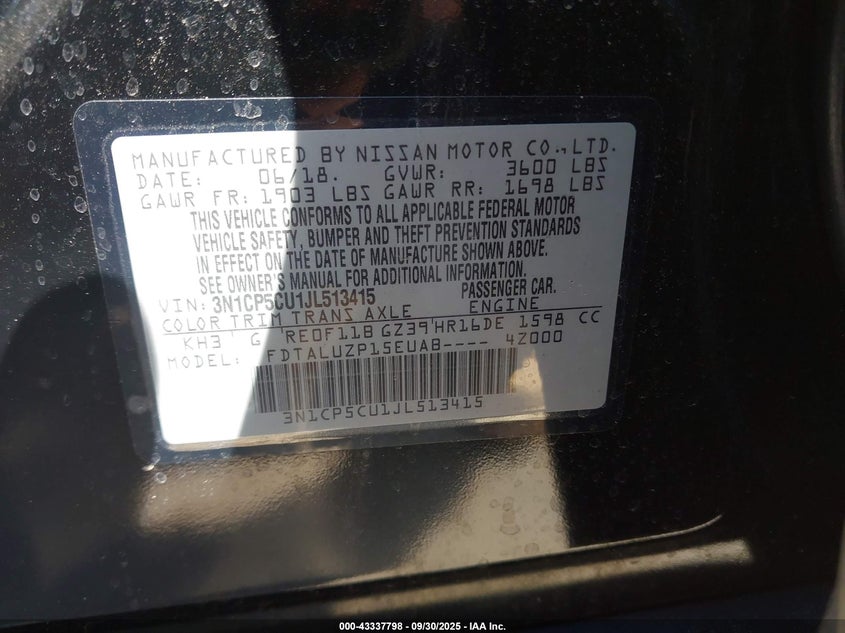 MANUFACTURED BY NISSAN MOTOR CO.,LTD.
DATE: 06/18. GVWR: 3600 LBS
GAWR FR: 1903 LBS GAWR RR: 1698 LBS
THIS VEHICLE CONFORMS TO ALL APPLICABLE FEDERAL MOTOR
VEHICLE SAFETY, BUMPER AND THEFT PREVENTION STANDARDS
IN EFFECT ON THE DATE OF MANUFACTURE SHOWN ABOVE.
SEE OWNER'S MANUAL FOR ADDITIONAL INFORMATION.
VIN: 3N1CP5CU1JL513415 PASSENGER CAR.
COLOR TRIM TRANS AXLE ENGINE
KH3 G RE0F11B GZ39 HR16DE 1598 CC
MODEL: FDTALUZP15EUAB---- 4Z000
3N1CP5CU1JL513415
000-43337798 - 09/30/2025 - IAA Inc.